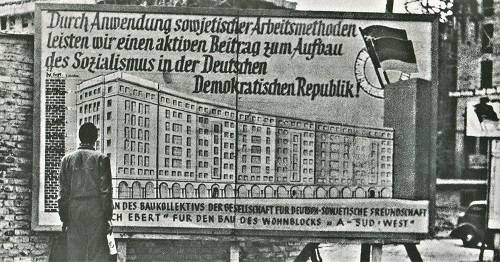 Durch Anwendung sowjetischer Arbeitsmethoden
leisten wir einen aktiven Beitrag zum Aufbau
des Sozialismus in der Deutschen
Demokratischen Republik!
AN DES BAUKOLLEKTIVS DER GESELLSCHAFT FÜR DEUTSCH-SOWJETISCHE FREUNDSCHAFT
CH EBERT" FÜR DEN BAU DES WOHNBLOCKS "A-SÜD-WEST"